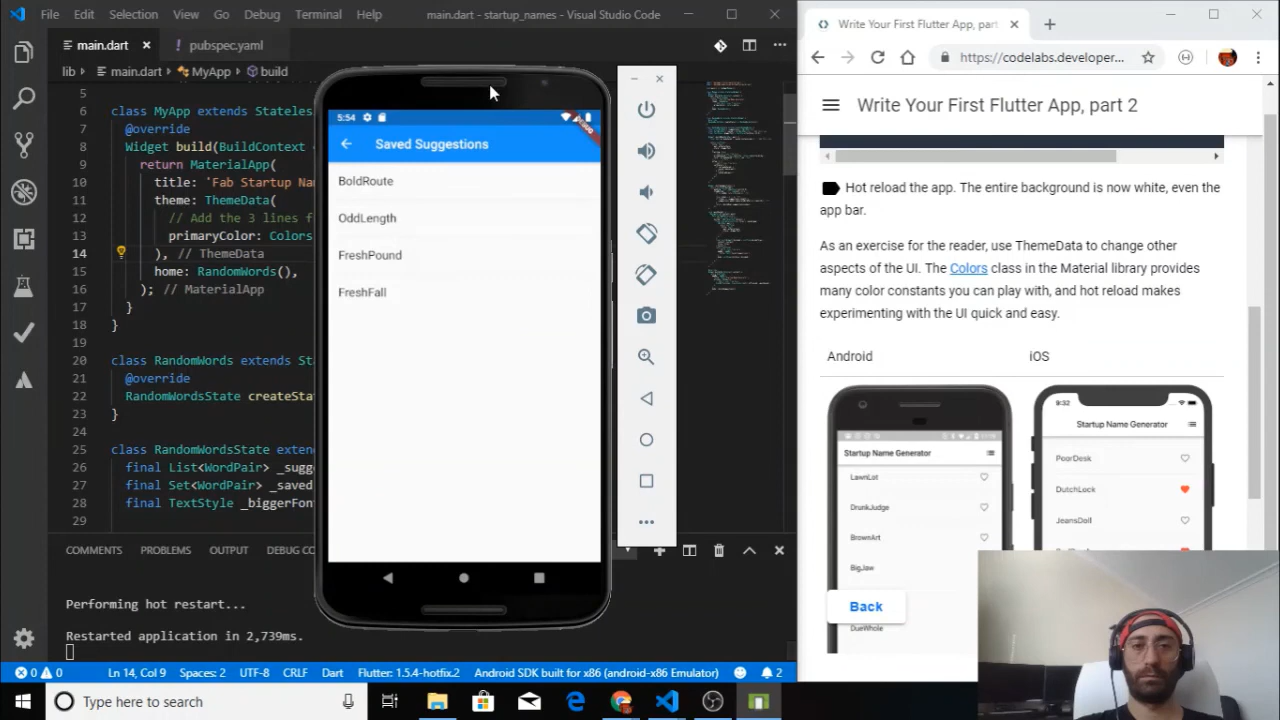 File Edit Selection View Go Debug Terminal Help main.dart - startup_names - Visual Studio Code
main.dart
pubspec.yaml
lib
main.dart
MyApp
build
5
6 class MyApp extends
7 @override
8 Widget build(BuildContext
9 return MaterialApp(
10 title: 'Fab Startup
11 theme: ThemeData(
12 // Add the 3 lines
13 primaryColor: Colors
14 ), // ThemeData
15 home: RandomWords(),
16 ); // MaterialApp
17 }
18 }
19
20 class RandomWords extends
21 @override
22 RandomWordsState
23 }
24
25 class RandomWordsState
26 final List<WordPair>
27 final Set<WordPair> _saved
28 final TextStyle
29
COMMENTS PROBLEMS OUTPUT DEBUG
Performing hot restart...
Restarted application in 2,739ms.
0 0 Ln 14, Col 9 Spaces: 2 UTF-8 CRLF Dart Flutter: 1.5.4-hotfix.2 Android SDK built for x86 (android-x86 Emulator) 2
5:54
DEBUG
Saved Suggestions
BoldRoute
OddLength
FreshPound
FreshFall
Write Your First Flutter App, part
https://codelabs.developer...
Write Your First Flutter App, part 2
Hot reload the app. The entire background is now white, even the
app bar.
As an exercise for the reader, use ThemeData to change other
aspects of the UI. The Colors class in the Material library provides
many color constants you can play with, and hot reload makes
experimenting with the UI quick and easy.
Android iOS
Startup Name Generator
LawnLot
DrunkJudge
BrownArt
BigJaw
Back
DueWhole
9:32
Startup Name Generator
PoorDesk
DutchLock
JeansDoll
Type here to search